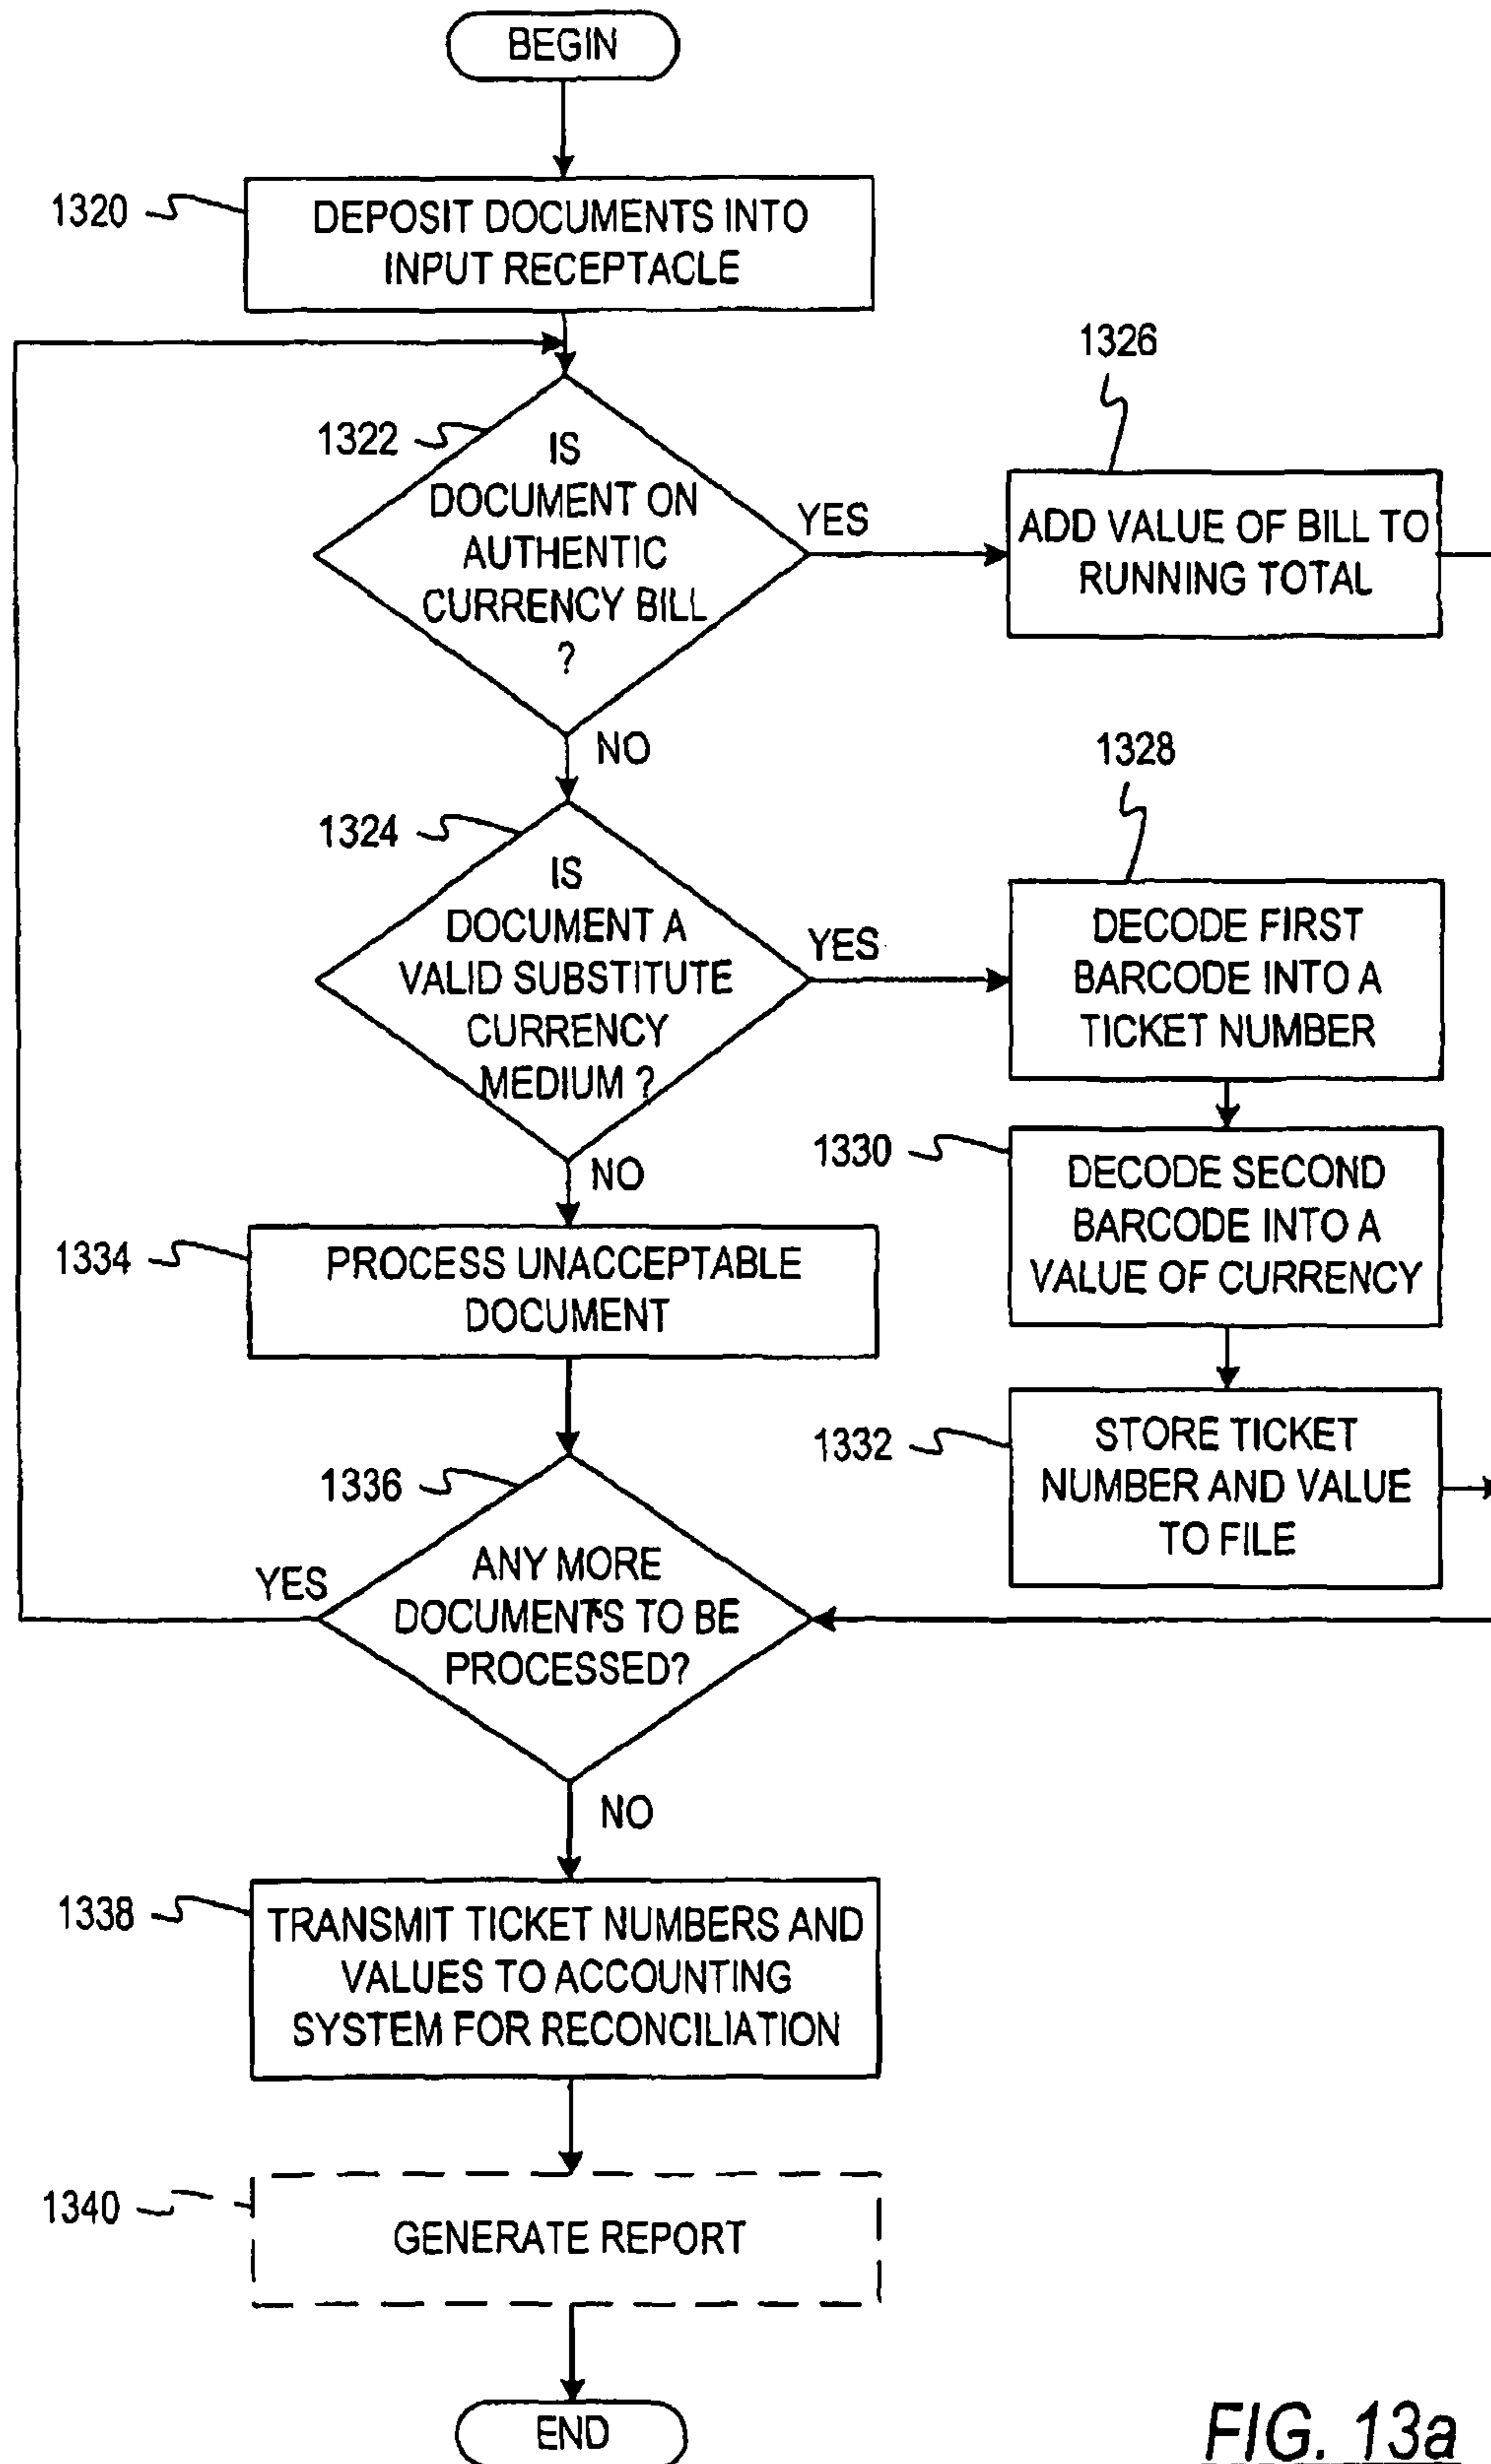 BEGIN
1320
DEPOSIT DOCUMENTS INTO
INPUT RECEPTACLE
1326
1322
IS
DOCUMENT ON
AUTHENTIC
CURRENCY BILL
?
YES
ADD VALUE OF BILL TO
RUNNING TOTAL
NO
1328
1324
IS
DOCUMENT A
VALID SUBSTITUTE
CURRENCY
MEDIUM ?
YES
DECODE FIRST
BARCODE INTO A
TICKET NUMBER
1330
DECODE SECOND
BARCODE INTO A
VALUE OF CURRENCY
NO
1334
PROCESS UNACCEPTABLE
DOCUMENT
1332
STORE TICKET
NUMBER AND VALUE
TO FILE
1336
ANY MORE
DOCUMENTS TO BE
PROCESSED?
YES
NO
1338
TRANSMIT TICKET NUMBERS AND
VALUES TO ACCOUNTING
SYSTEM FOR RECONCILIATION
1340
GENERATE REPORT
END
FIG. 13a